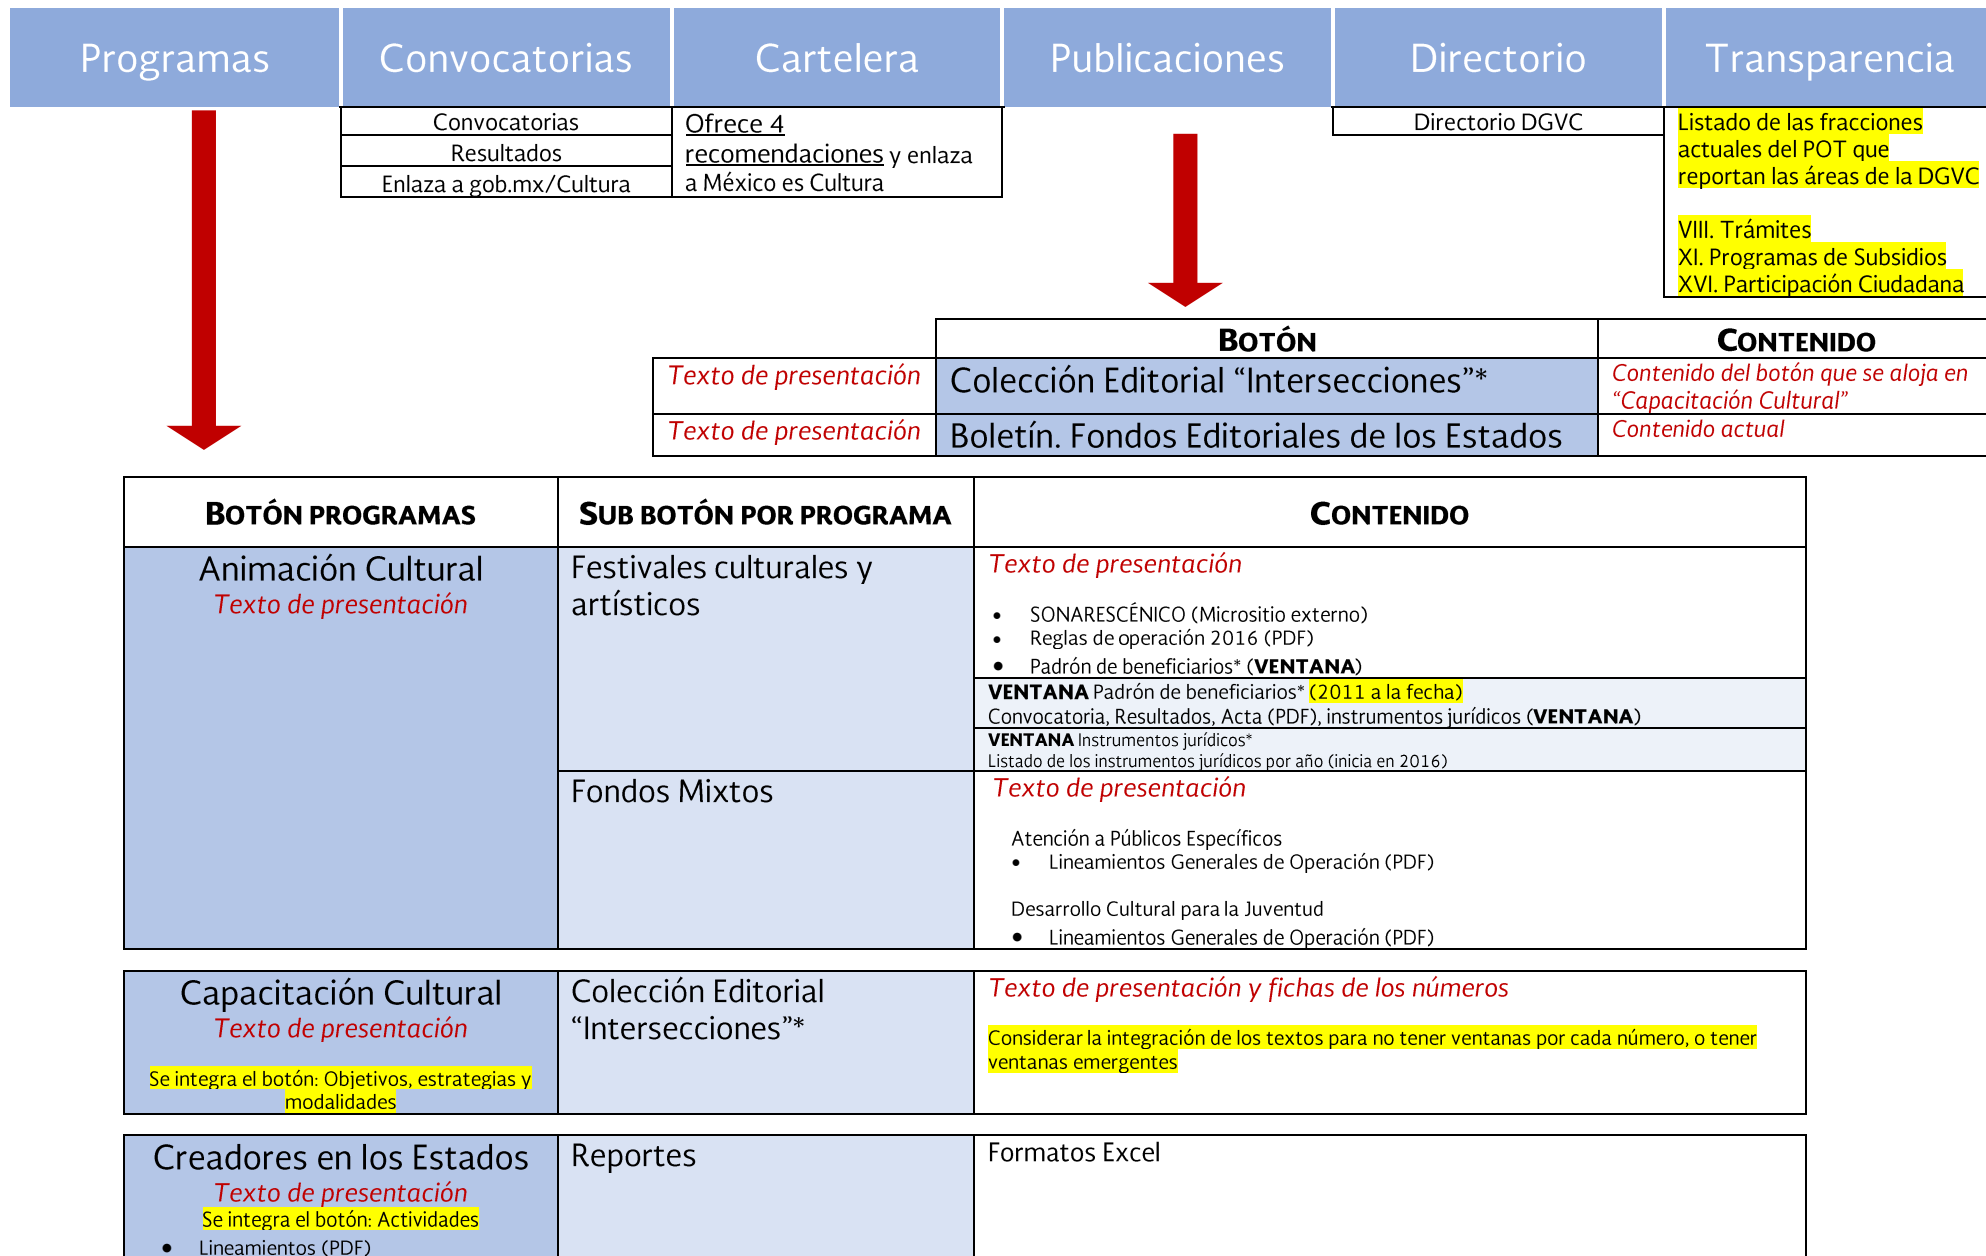 Programas
Convocatorias
Cartelera
Publicaciones
Directorio
Transparencia
Convocatorias
Resultados
Enlaza a gob.mx/Cultura
Ofrece 4
recomendaciones y enlaza
a México es Cultura
Directorio DGVC
Listado de las fracciones
actuales del POT que
reportan las áreas de la DGVC
VIII. Trámites
XI. Programas de Subsidios
XVI. Participación Ciudadana
BOTÓN
CONTENIDO
Texto de presentación
Colección Editorial “Intersecciones”*
Contenido del botón que se aloja en
“Capacitación Cultural”
Texto de presentación
Boletín. Fondos Editoriales de los Estados
Contenido actual
BOTÓN PROGRAMAS
SUB BOTÓN POR PROGRAMA
CONTENIDO
Animación Cultural
Texto de presentación
Festivales culturales y
artísticos
Texto de presentación
• SONARESCÉNICO (Micrositio externo)
• Reglas de operación 2016 (PDF)
• Padrón de beneficiarios* (VENTANA)
VENTANA Padrón de beneficiarios* (2011 a la fecha)
Convocatoria, Resultados, Acta (PDF), instrumentos jurídicos (VENTANA)
VENTANA Instrumentos jurídicos*
Listado de los instrumentos jurídicos por año (inicia en 2016)
Fondos Mixtos
Texto de presentación
Atención a Públicos Específicos
• Lineamientos Generales de Operación (PDF)
Desarrollo Cultural para la Juventud
• Lineamientos Generales de Operación (PDF)
Capacitación Cultural
Texto de presentación
Se integra el botón: Objetivos, estrategias y
modalidades
Colección Editorial
“Intersecciones”*
Texto de presentación y fichas de los números
Considerar la integración de los textos para no tener ventanas por cada número, o tener
ventanas emergentes
Creadores en los Estados
Texto de presentación
Se integra el botón: Actividades
• Lineamientos (PDF)
Reportes
Formatos Excel